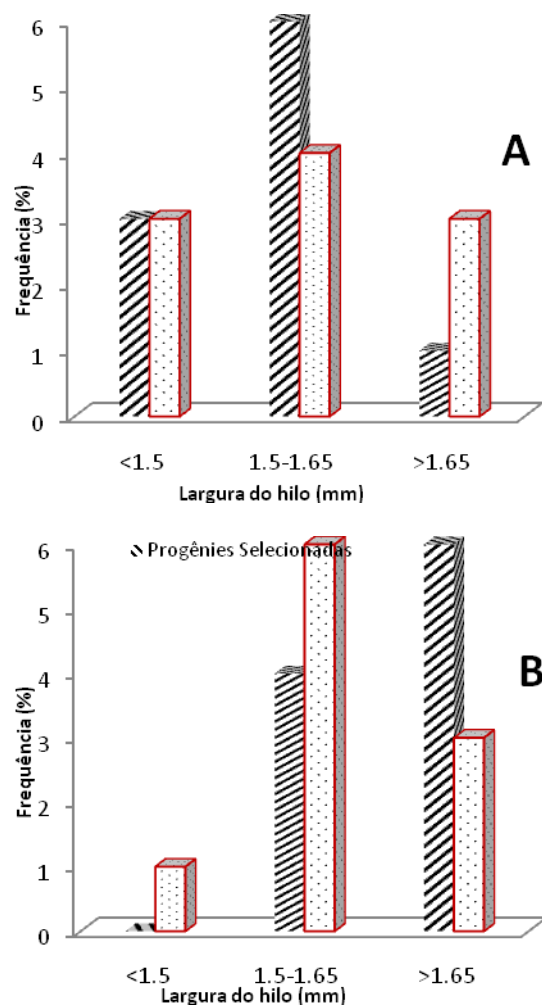 6
5
4
3
2
1
0
Frequência (%)
A
<1.5 1.5-1.65 >1.65
Largura do hilo (mm)
Progênies Selecionadas
6
5
4
3
2
1
0
Frequência (%)
B
<1.5 1.5-1.65 >1.65
Largura do hilo (mm)